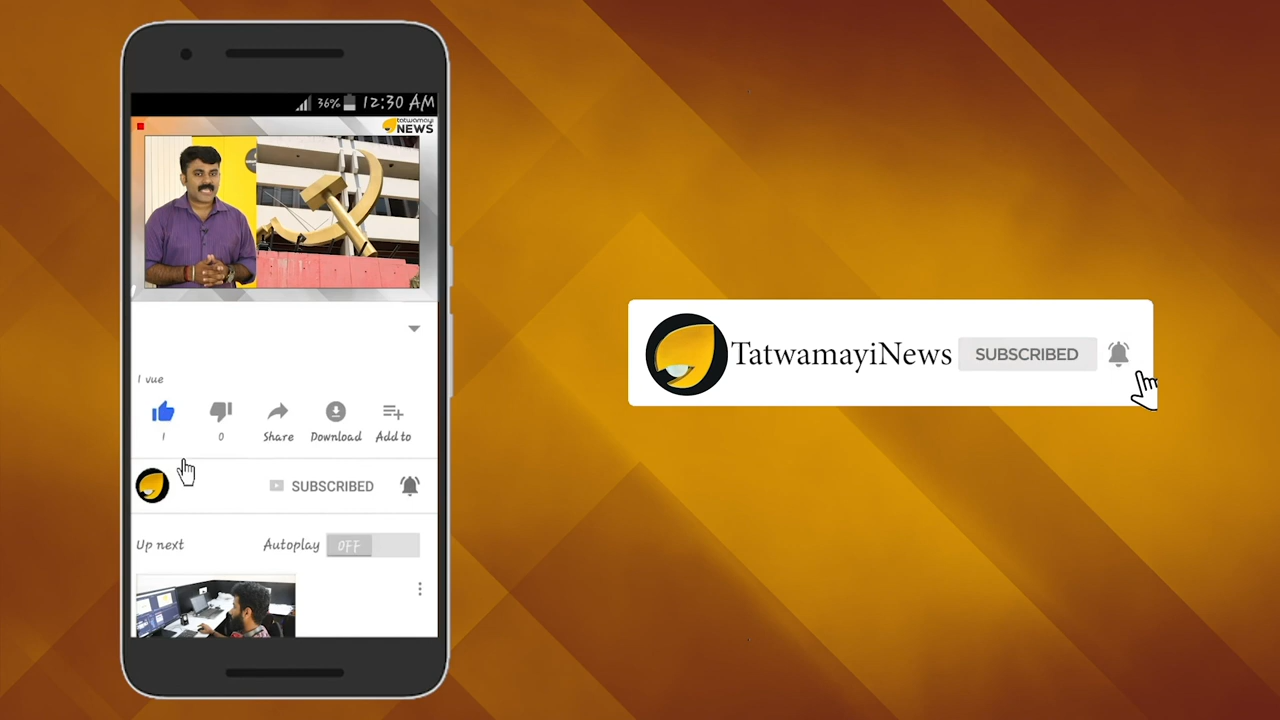 36% 12:30 AM
tatwamayi
NEWS
1 vue
1 0 Share Download Add to
SUBSCRIBED
Up next Autoplay OFF
TatwamayiNews SUBSCRIBED